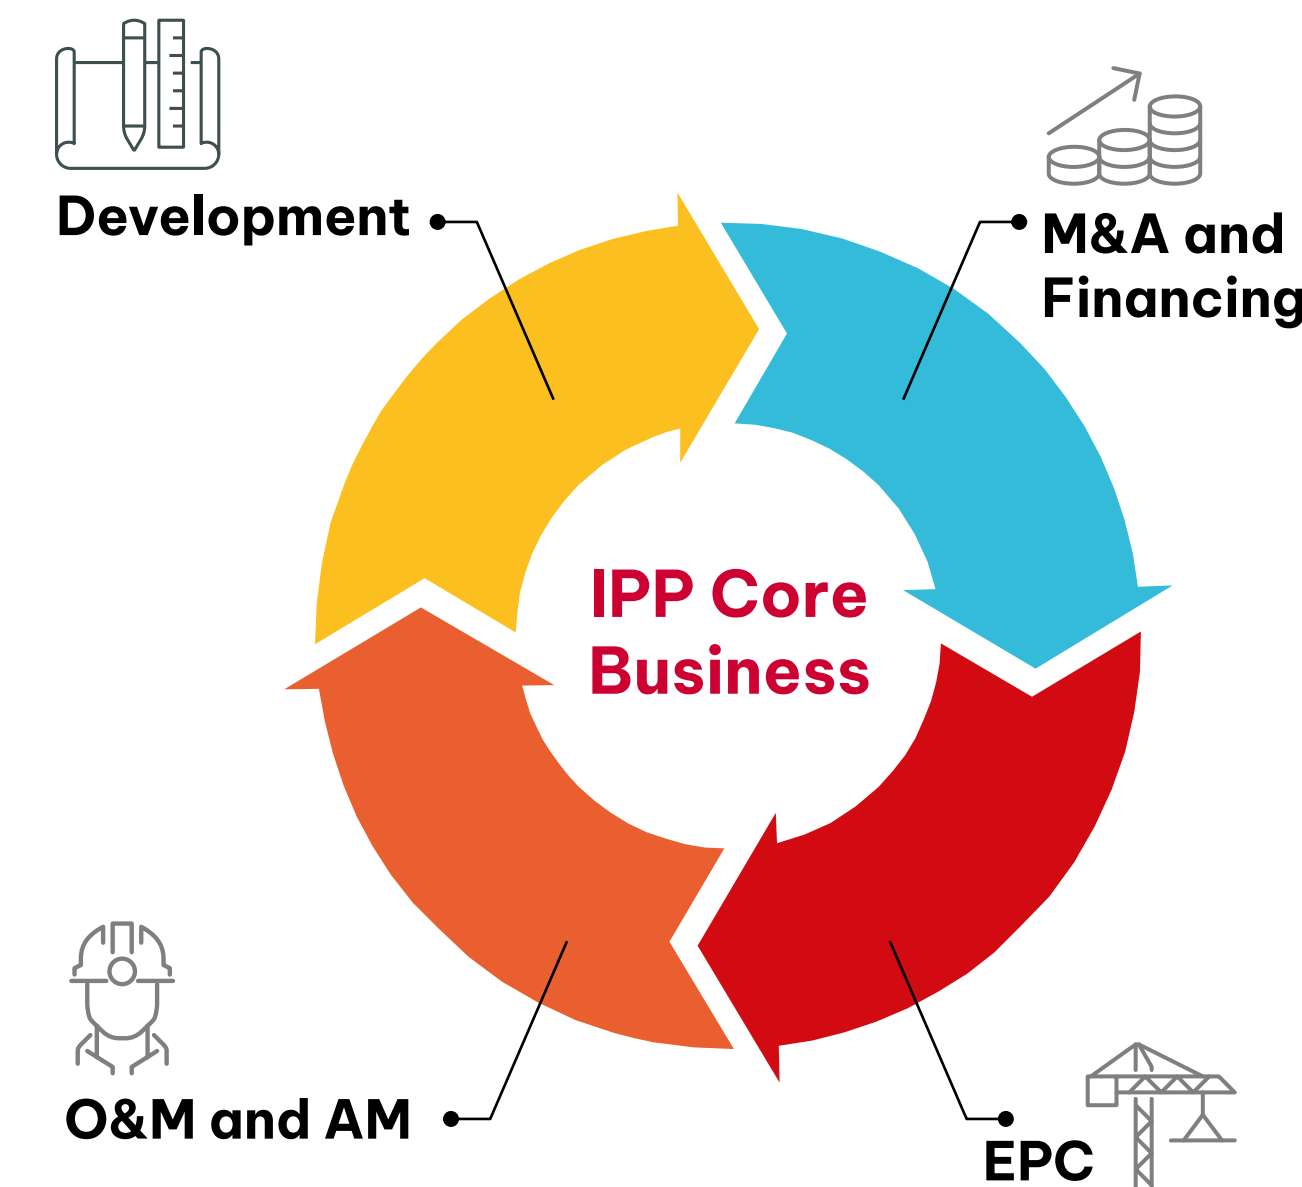 Development
M&A and
Financing
IPP Core
Business
O&M and AM
EPC